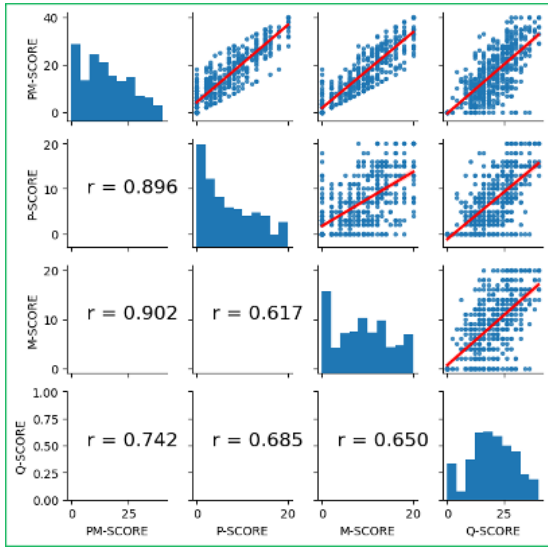 40
20
0
PM-SCORE
20
10
0
P-SCORE
r = 0.896
20
10
0
M-SCORE
r = 0.902
r = 0.617
1.00
0.75
0.50
0.25
0.00
Q-SCORE
r = 0.742
r = 0.685
r = 0.650
0 25
0 20
0 20
0 25
PM-SCORE
P-SCORE
M-SCORE
Q-SCORE